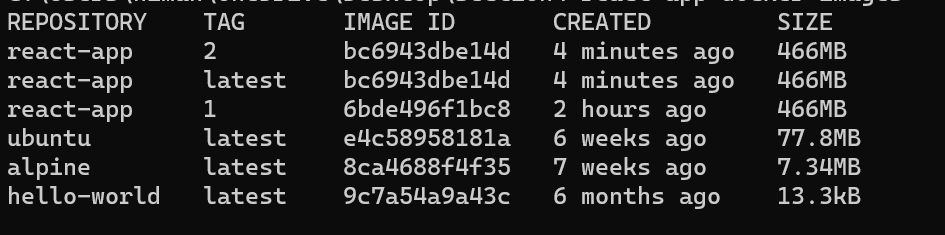 REPOSITORY TAG IMAGE ID CREATED SIZE
react-app 2 bc6943dbe14d 4 minutes ago 466MB
react-app latest bc6943dbe14d 4 minutes ago 466MB
react-app 1 6bde496f1bc8 2 hours ago 466MB
ubuntu latest e4c58958181a 6 weeks ago 77.8MB
alpine latest 8ca4688f4f35 7 weeks ago 7.34MB
hello-world latest 9c7a54a9a43c 6 months ago 13.3kB